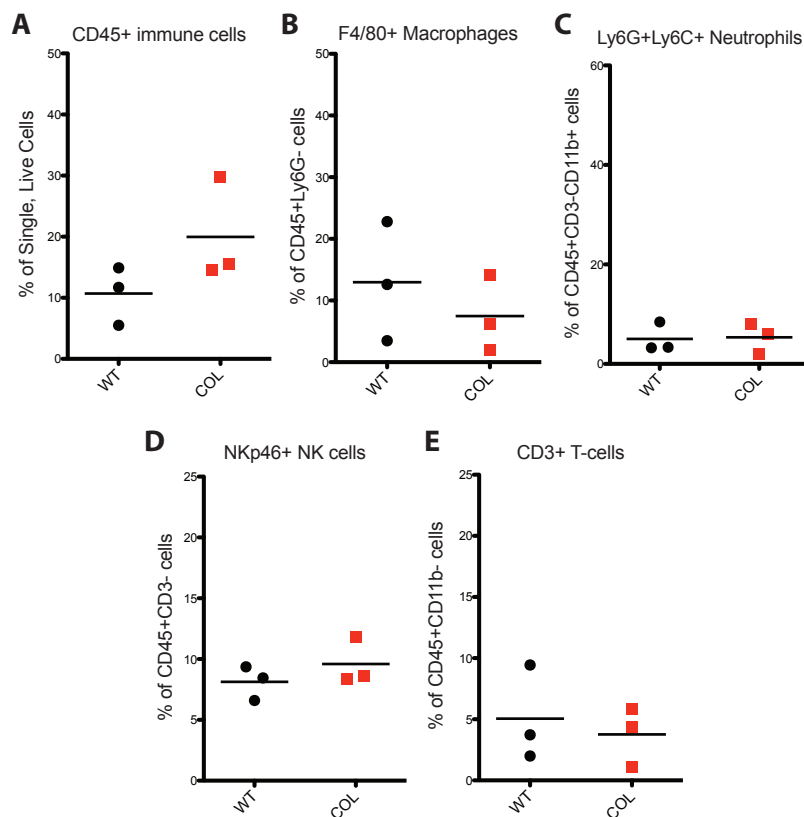 A
CD45+ immune cells
% of Single, Live Cells
50
40
30
20
10
0
WT
COL
B
F4/80+ Macrophages
% of CD45+Ly6G- cells
50
40
30
20
10
0
WT
COL
C
Ly6G+Ly6C+ Neutrophils
% of CD45+CD3-CD11b+ cells
60
40
20
0
WT
COL
D
NKp46+ NK cells
% of CD45+CD3- cells
25
20
15
10
5
0
WT
COL
E
CD3+ T-cells
% of CD45+CD11b- cells
25
20
15
10
5
0
WT
COL